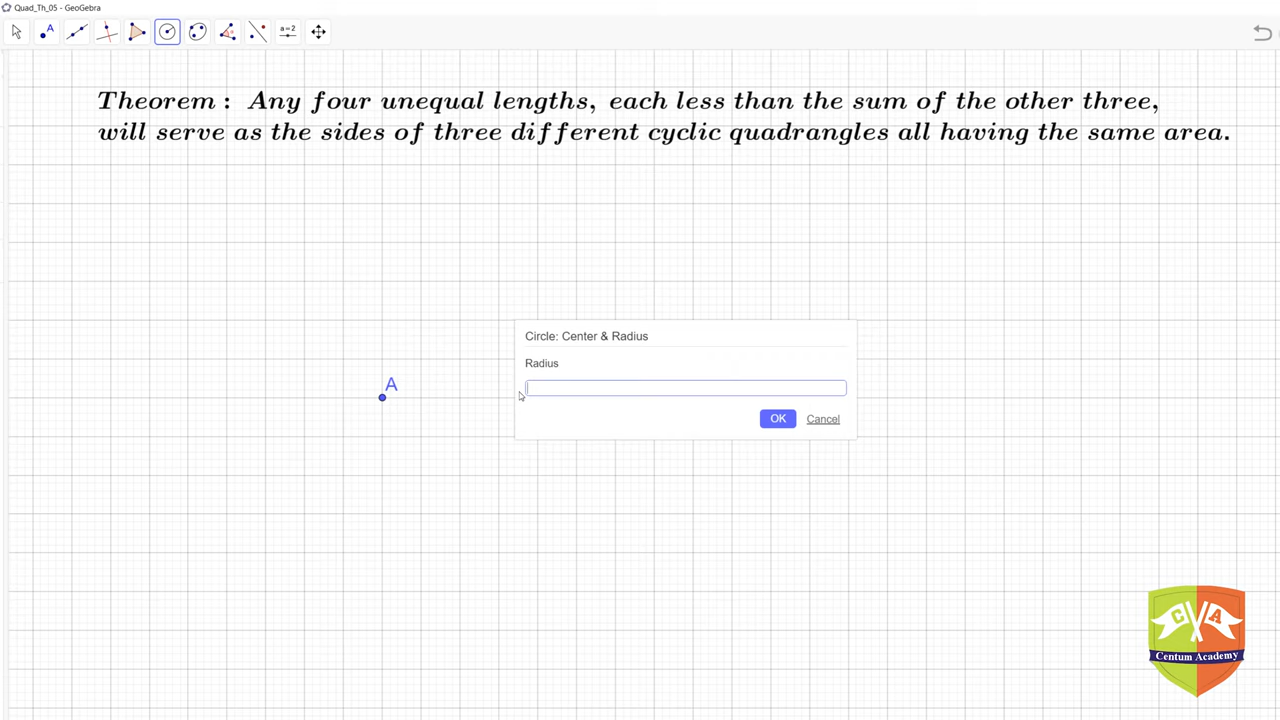 Quad_Th_05 - GeoGebra
A
a=2
Theorem : Any four unequal lengths, each less than the sum of the other three,
will serve as the sides of three different cyclic quadrangles all having the same area.
Circle: Center & Radius
Radius
A
OK Cancel
C A
Centum Academy